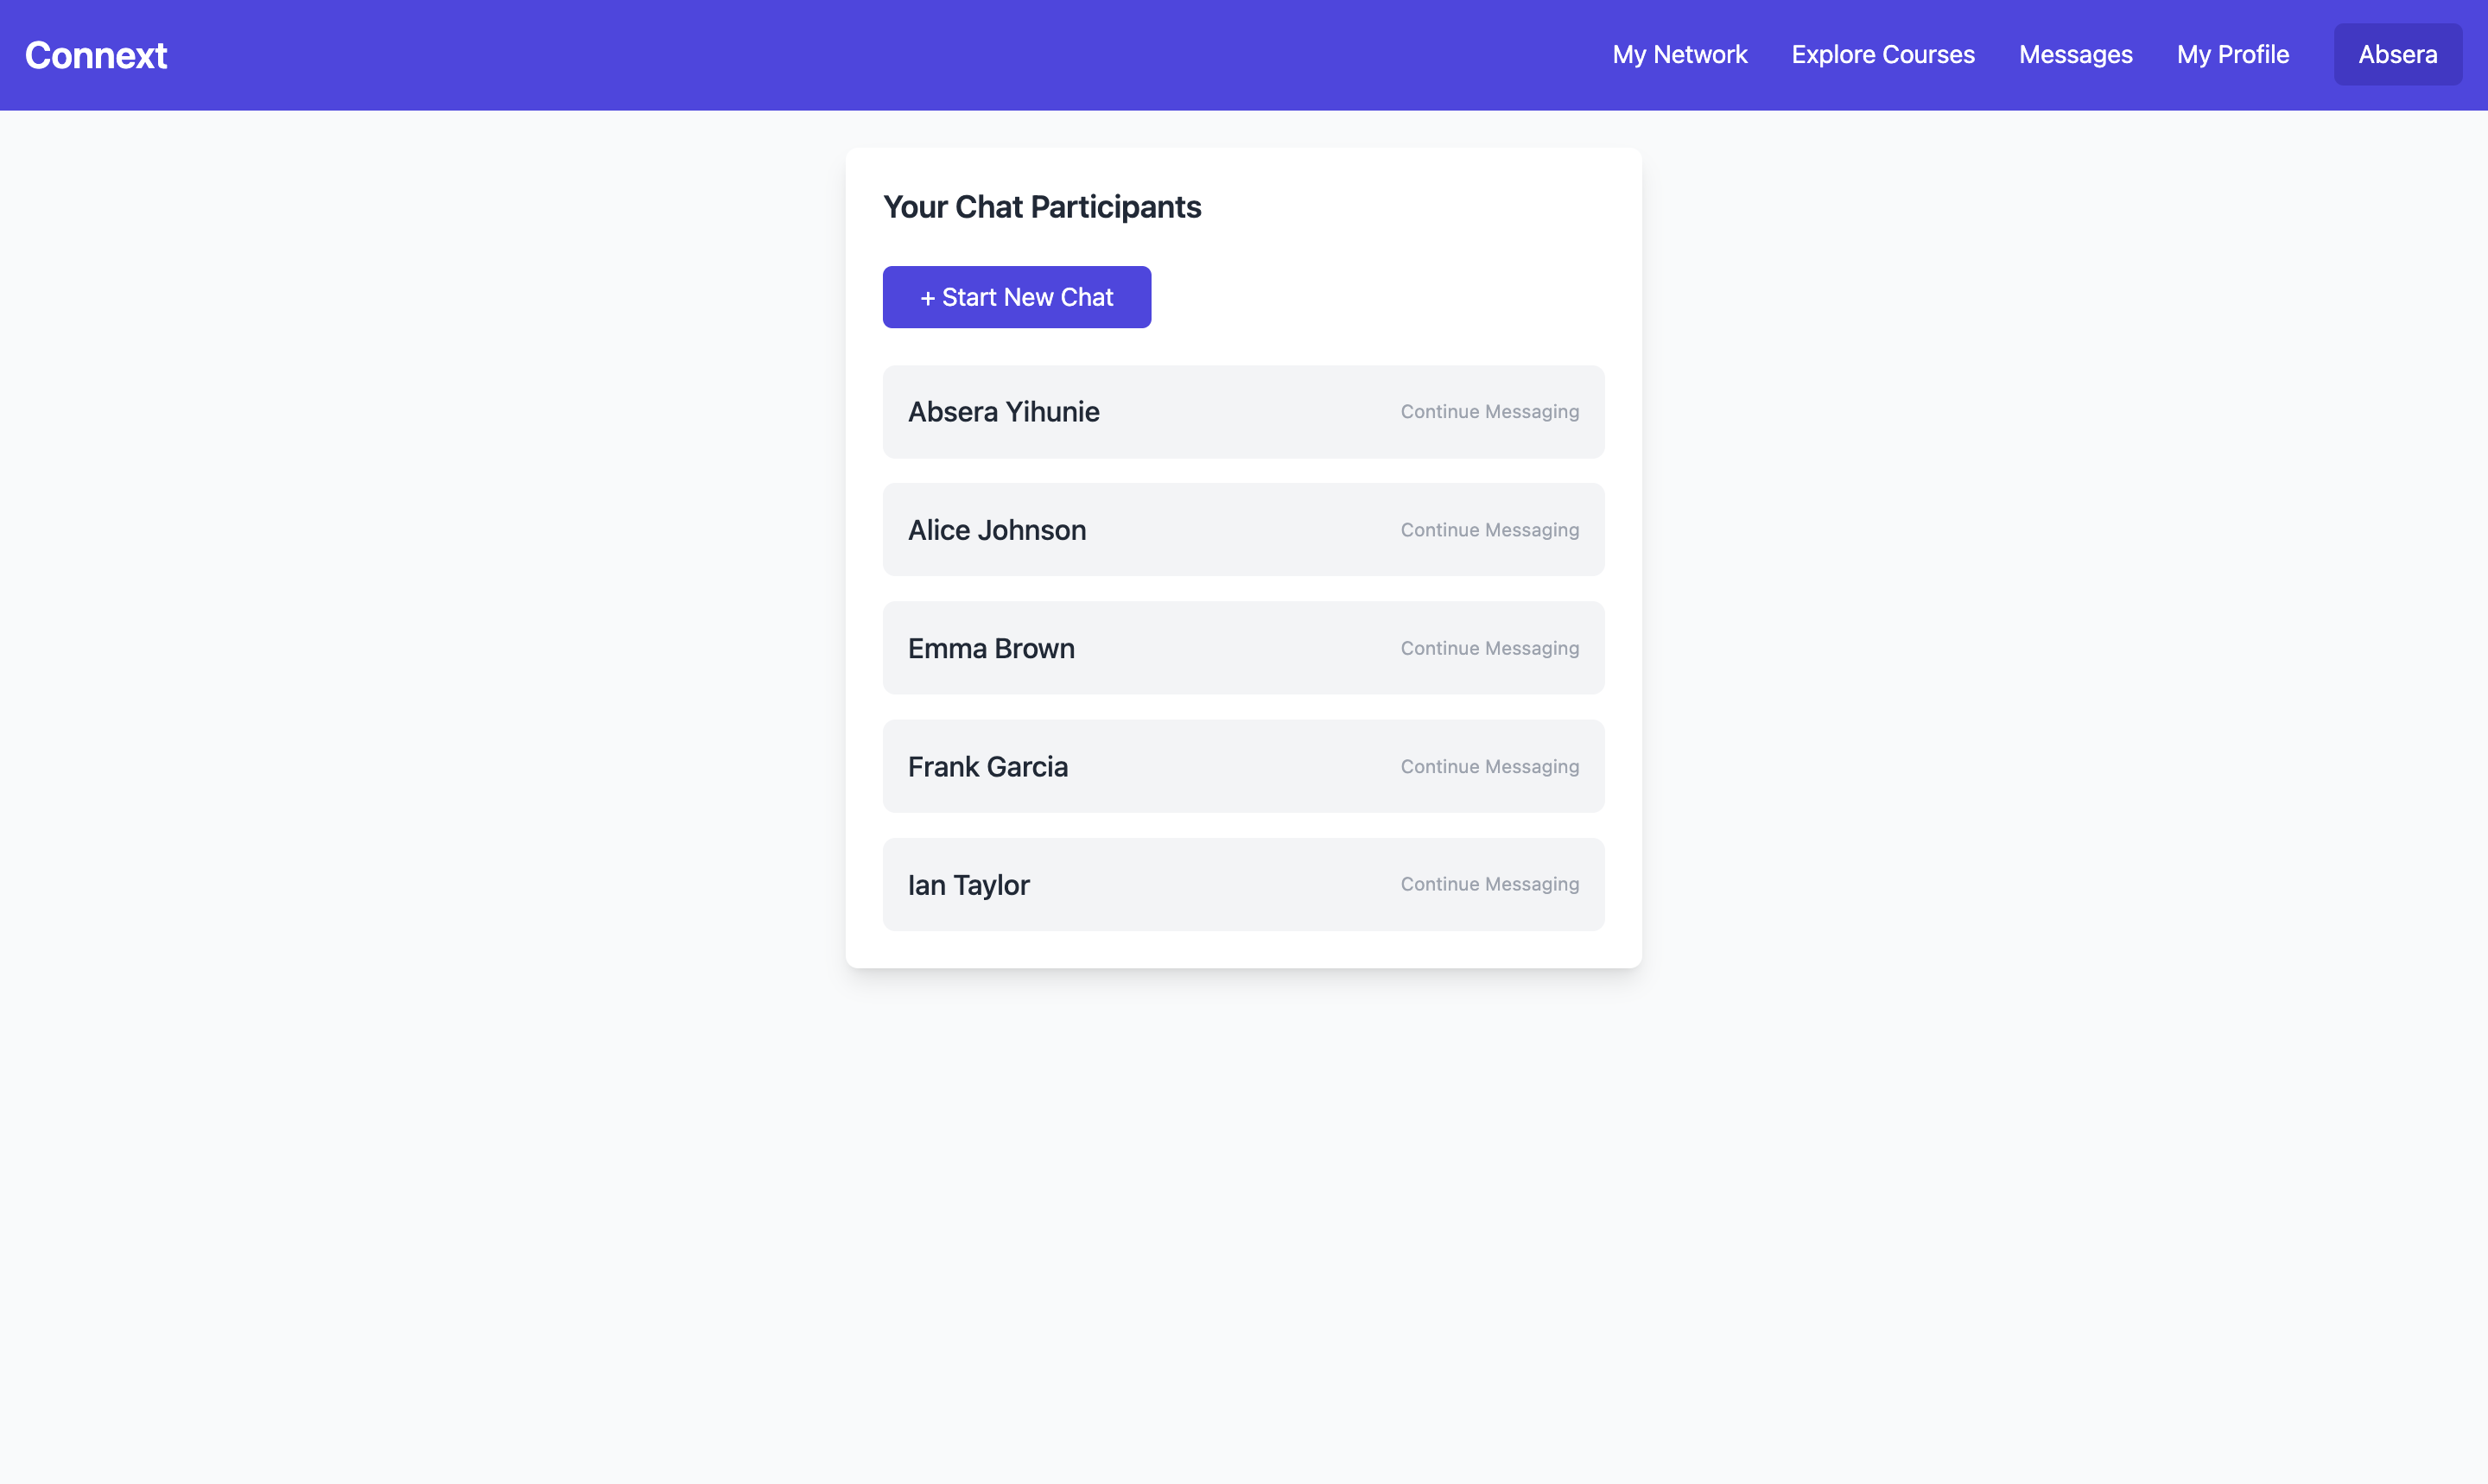 Connext
My Network
Explore Courses
Messages
My Profile
Absera
Your Chat Participants
+ Start New Chat
Absera Yihunie
Continue Messaging
Alice Johnson
Continue Messaging
Emma Brown
Continue Messaging
Frank Garcia
Continue Messaging
Ian Taylor
Continue Messaging